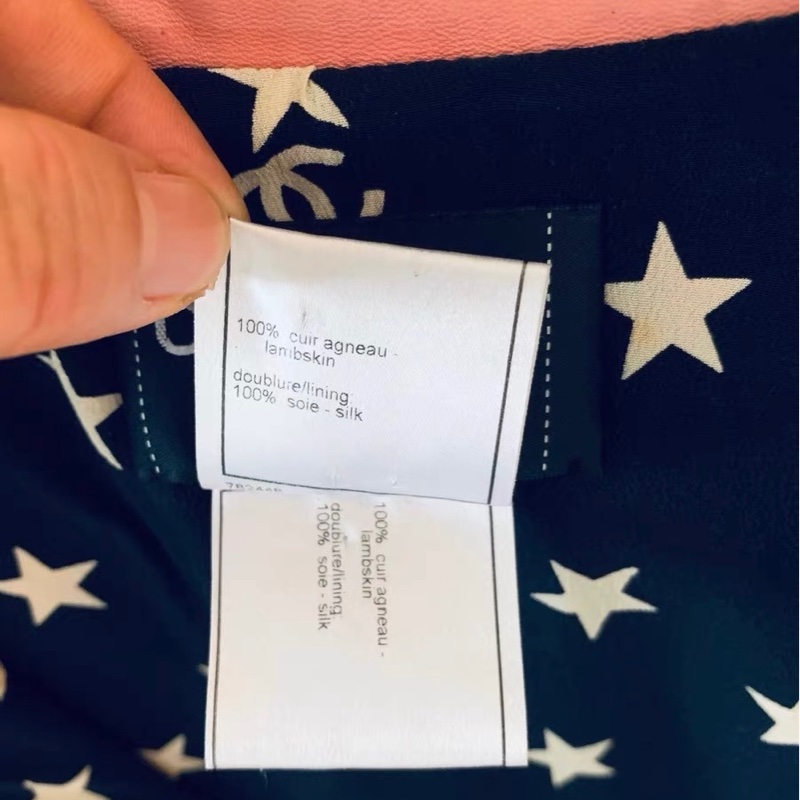 100% cuir agneau -
lambskin
doublure/lining:
100% soie - silk
100% cuir agneau -
lambskin
doublure/lining:
100% soie - silk